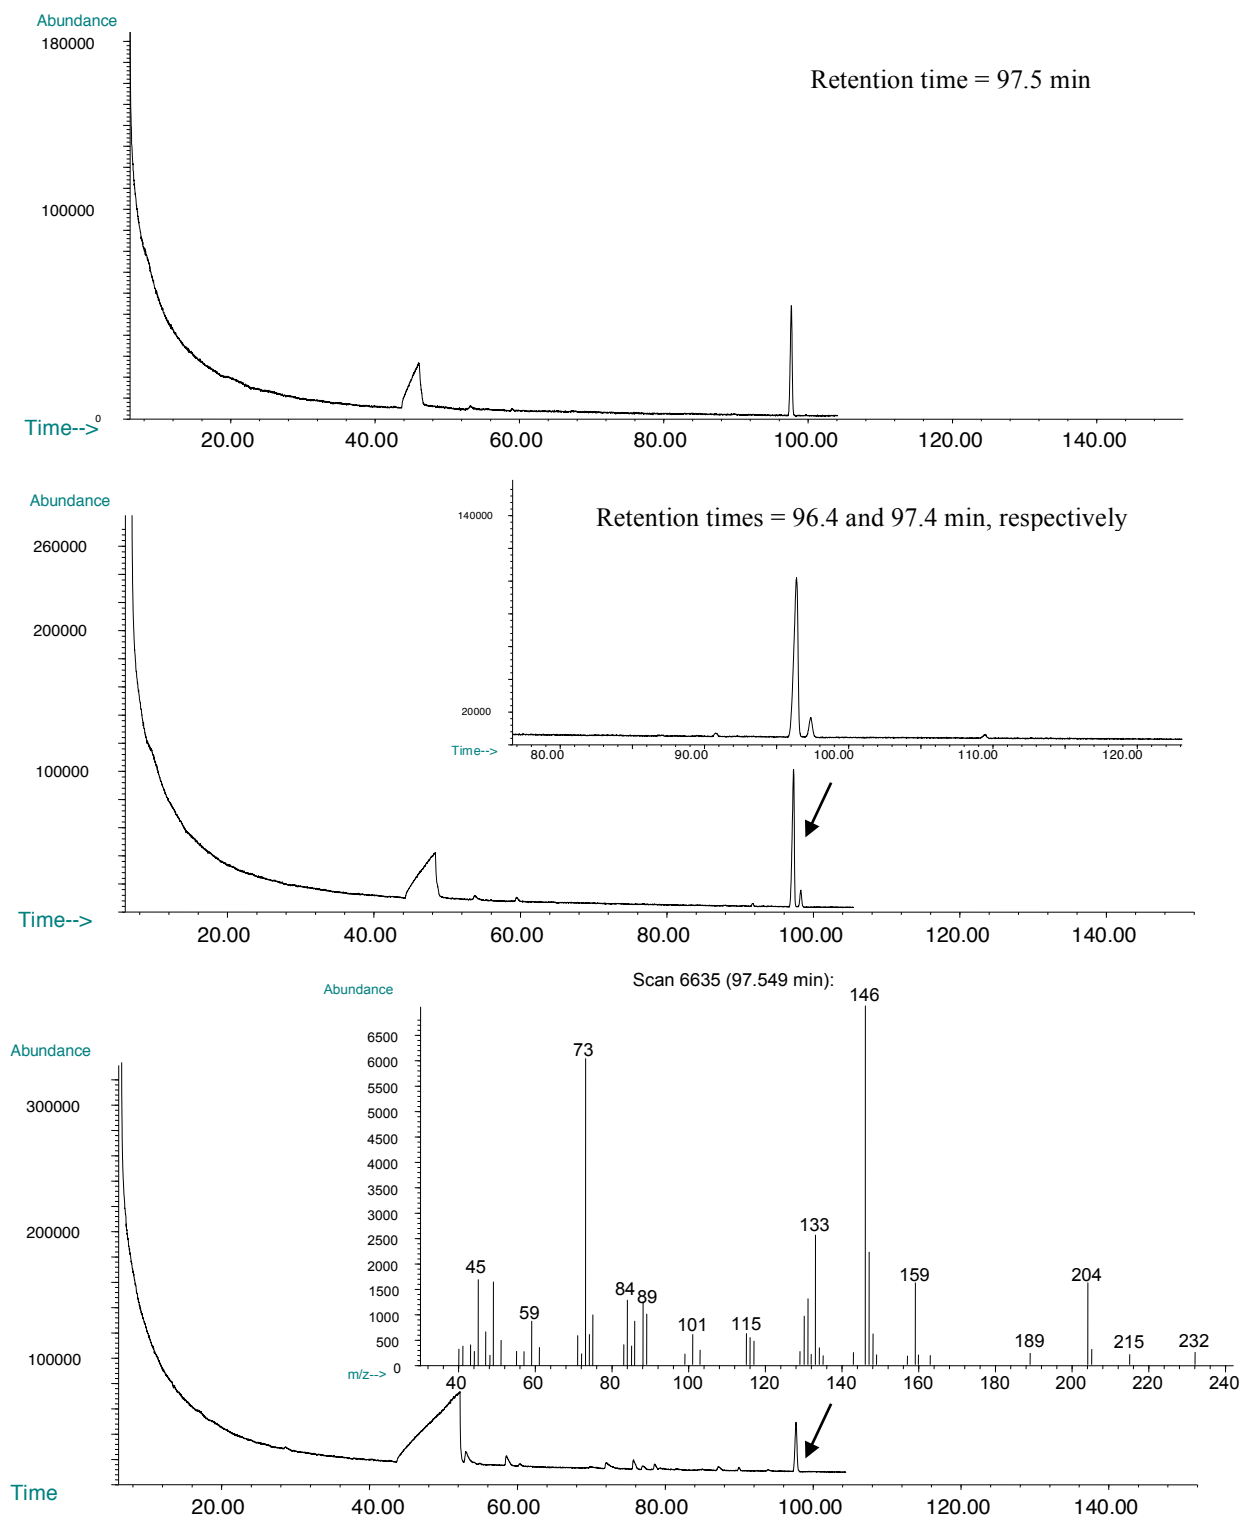 Abundance
180000
Retention time = 97.5 min
100000
0
Time-->
20.00 40.00 60.00 80.00 100.00 120.00 140.00
Abundance
260000
200000
100000
140000
Retention times = 96.4 and 97.4 min, respectively
20000
Time-->
80.00 90.00 100.00 110.00 120.00
Time-->
20.00 40.00 60.00 80.00 100.00 120.00 140.00
Scan 6635 (97.549 min):
Abundance
146
6500
6000
5500
5000
4500
4000
3500
3000
2500
2000
1500
1000
500
0
73
133
45
84
89
159
204
59
101
115
189
215
232
m/z-->
40 60 80 100 120 140 160 180 200 220 240
Abundance
300000
200000
100000
Time
20.00 40.00 60.00 80.00 100.00 120.00 140.00